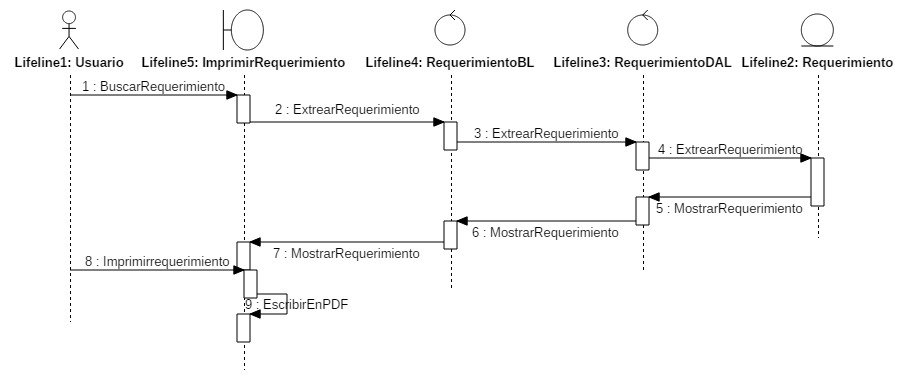 Lifeline1: Usuario
Lifeline5: ImprimirRequerimiento
Lifeline4: RequerimientoBL
Lifeline3: RequerimientoDAL
Lifeline2: Requerimiento
1 : BuscarRequerimiento
2 : ExtrearRequerimiento
3 : ExtrearRequerimiento
4 : ExtrearRequerimiento
5 : MostrarRequerimiento
6 : MostrarRequerimiento
7 : MostrarRequerimiento
8 : Imprimirrequerimiento
9 : EscribirEnPDF